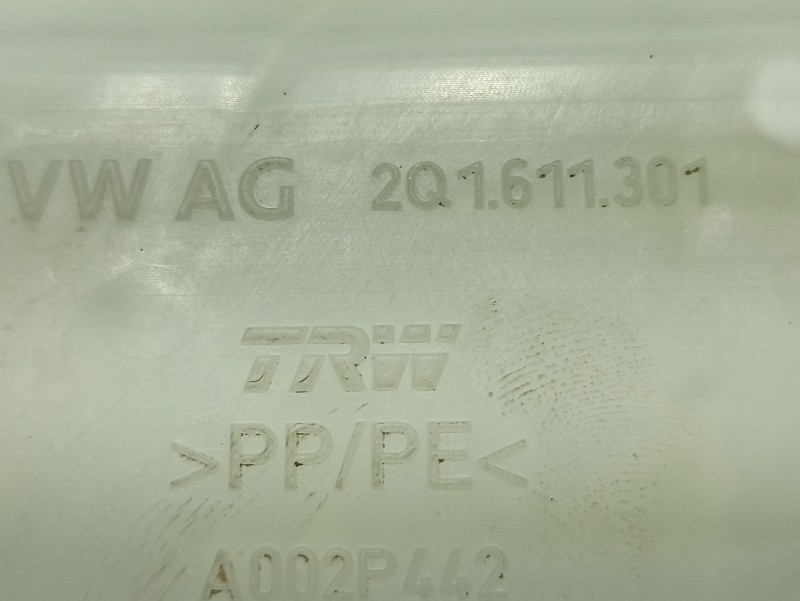 VW AG 2Q1.611.301
TRW
>PP/PE<
A002P442